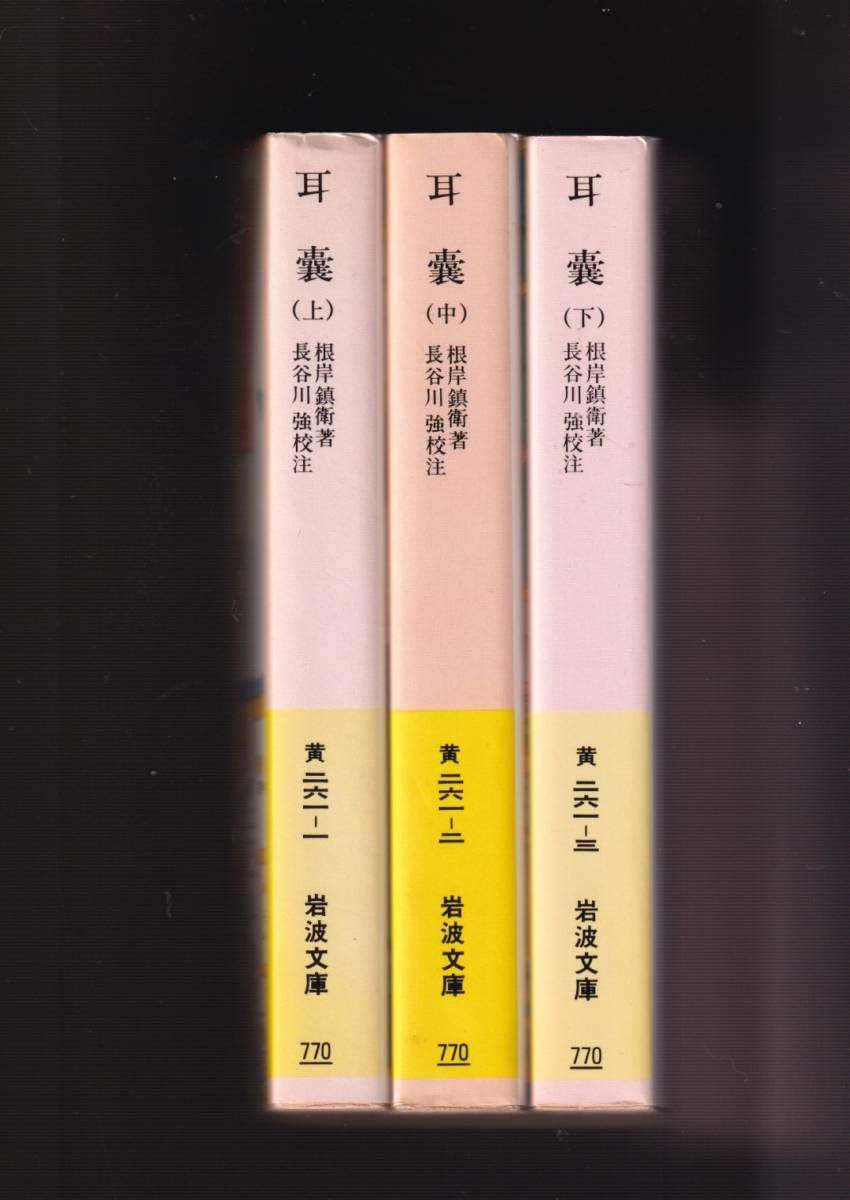 耳囊
(上)
根岸鎮衛著
長谷川強校注
黄二六一-一
岩波文庫
770
耳囊
(中)
根岸鎮衛著
長谷川強校注
黄二六一-二
岩波文庫
770
耳囊
(下)
根岸鎮衛著
長谷川強校注
黄二六一-三
岩波文庫
770